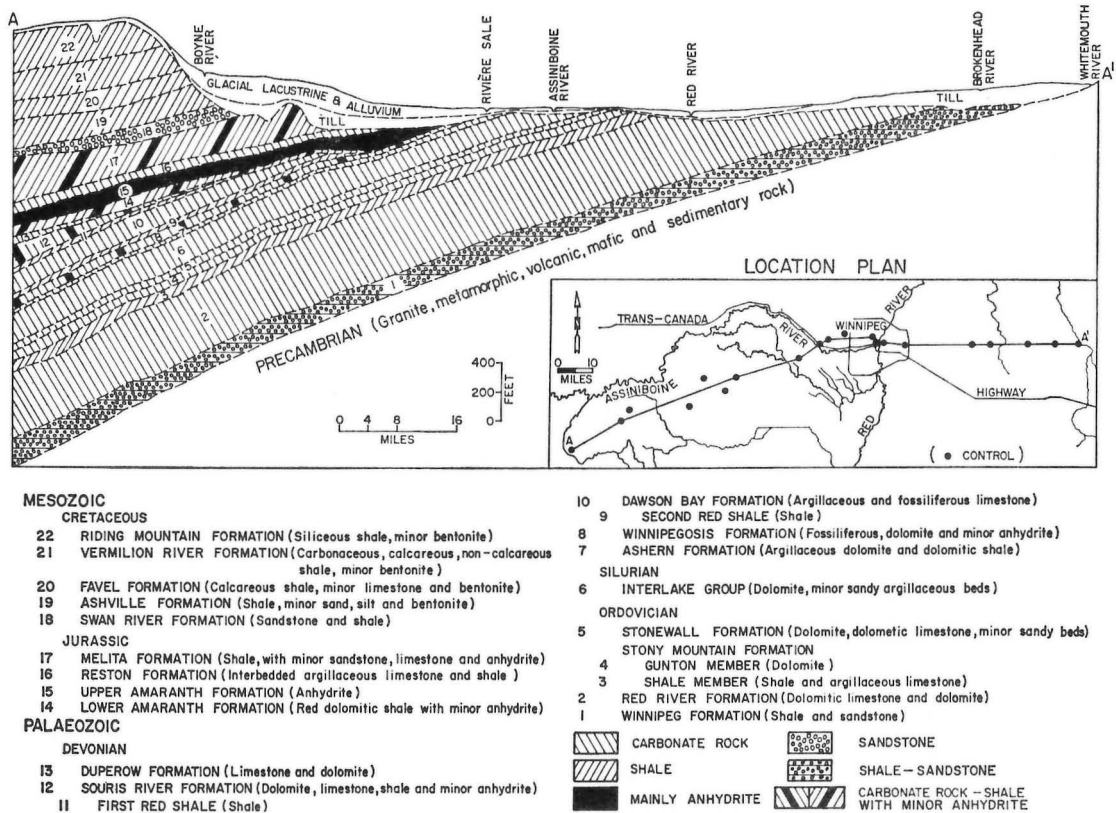 A
BOYNE RIVER
RIVIÈRE SALE
ASSINIBOINE RIVER
RED RIVER
BROKENHEAD RIVER
WHITEMOUTH RIVER
A'
GLACIAL LACUSTRINE & ALLUVIUM
TILL
TILL
22
21
20
19
18
17
16
15
14
13
12
10
9
8
6
5
4
3
2
1
PRECAMBRIAN (Granite, metamorphic, volcanic, mafic and sedimentary rock)
400
200
0
FEET
0 4 8 16
MILES
LOCATION PLAN
N
0 10
MILES
TRANS-CANADA
RIVER
WINNIPEG
RIVER
A'
ASSINIBOINE
HIGHWAY
RED
A
( • CONTROL )
MESOZOIC
CRETACEOUS
22 RIDING MOUNTAIN FORMATION (Siliceous shale, minor bentonite)
21 VERMILION RIVER FORMATION (Carbonaceous, calcareous, non-calcareous
shale, minor bentonite)
20 FAVEL FORMATION (Calcareous shale, minor limestone and bentonite)
19 ASHVILLE FORMATION (Shale, minor sand, silt and bentonite)
18 SWAN RIVER FORMATION (Sandstone and shale)
JURASSIC
17 MELITA FORMATION (Shale, with minor sandstone, limestone and anhydrite)
16 RESTON FORMATION (Interbedded argillaceous limestone and shale )
15 UPPER AMARANTH FORMATION (Anhydrite)
14 LOWER AMARANTH FORMATION (Red dolomitic shale with minor anhydrite)
PALAEOZOIC
DEVONIAN
13 DUPEROW FORMATION (Limestone and dolomite)
12 SOURIS RIVER FORMATION (Dolomite, limestone, shale and minor anhydrite)
11 FIRST RED SHALE (Shale)
10 DAWSON BAY FORMATION (Argillaceous and fossiliferous limestone)
9 SECOND RED SHALE (Shale)
8 WINNIPEGOSIS FORMATION (Fossiliferous, dolomite and minor anhydrite)
7 ASHERN FORMATION (Argillaceous dolomite and dolomitic shale)
SILURIAN
6 INTERLAKE GROUP (Dolomite, minor sandy argillaceous beds)
ORDOVICIAN
5 STONEWALL FORMATION (Dolomite, dolometic limestone, minor sandy beds)
STONY MOUNTAIN FORMATION
4 GUNTON MEMBER (Dolomite)
3 SHALE MEMBER (Shale and argillaceous limestone)
2 RED RIVER FORMATION (Dolomitic limestone and dolomite)
1 WINNIPEG FORMATION (Shale and sandstone)
CARBONATE ROCK
SANDSTONE
SHALE
SHALE-SANDSTONE
MAINLY ANHYDRITE
CARBONATE ROCK-SHALE
WITH MINOR ANHYDRITE